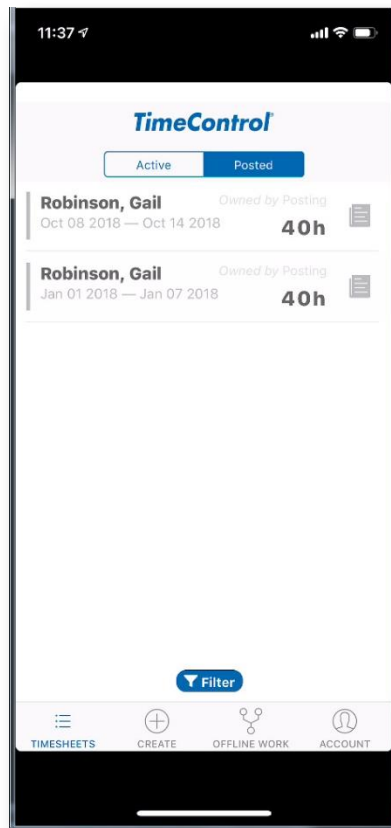 11:37
TimeControl
Active Posted
Robinson, Gail Owned by Posting
Oct 08 2018 — Oct 14 2018 40h
Robinson, Gail Owned by Posting
Jan 01 2018 — Jan 07 2018 40h
Filter
TIMESHEETS CREATE OFFLINE WORK ACCOUNT